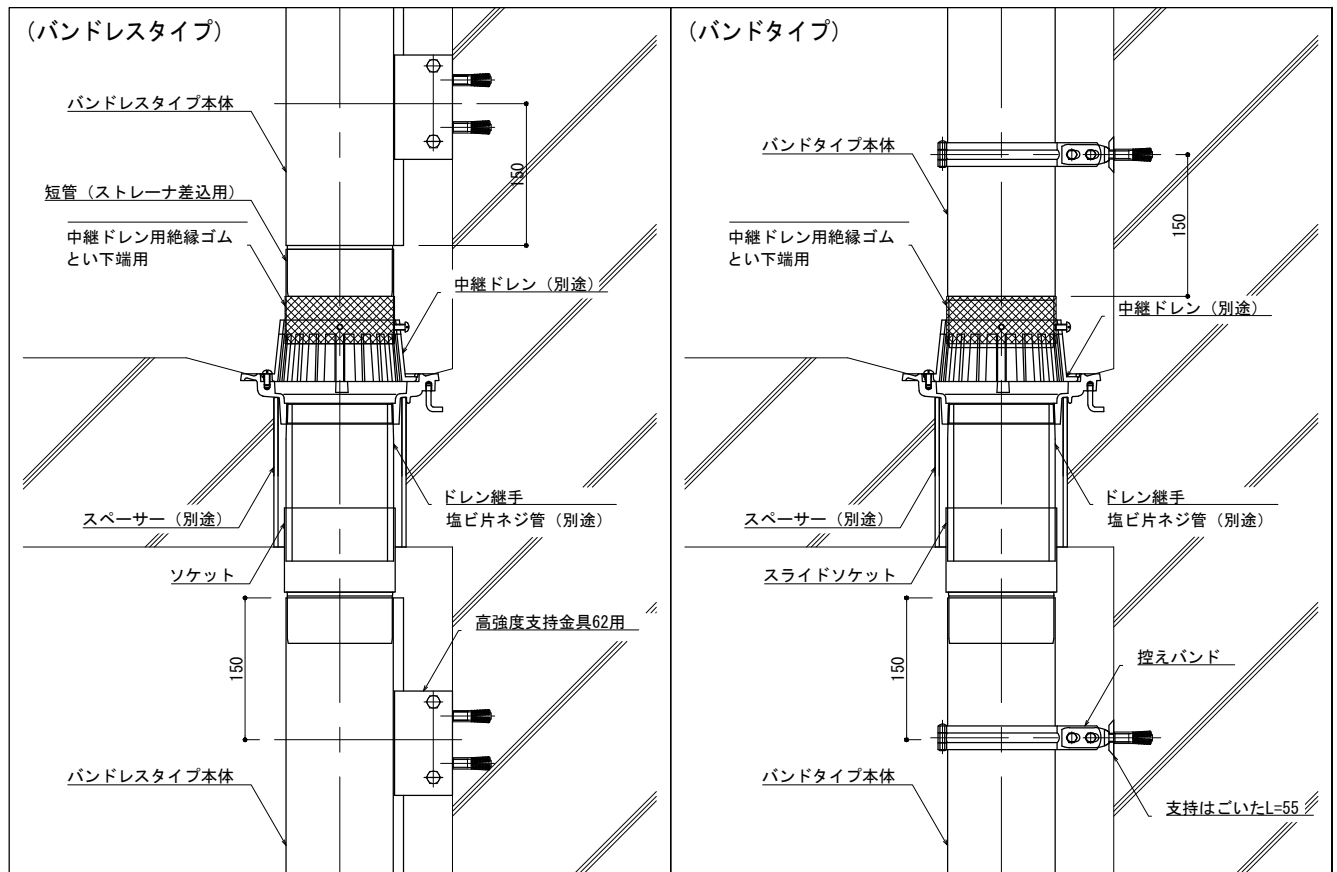 (バンドレスタイプ)
バンドレスタイプ本体
150
短管（ストレーナ差込用）
中継ドレン用絶縁ゴム
とい下端用
中継ドレン（別途）
ドレン継手
塩ビ片ネジ管（別途）
スペーサー（別途）
ソケット
高強度支持金具62用
150
バンドレスタイプ本体
(バンドタイプ)
バンドタイプ本体
150
中継ドレン用絶縁ゴム
とい下端用
中継ドレン（別途）
ドレン継手
塩ビ片ネジ管（別途）
スペーサー（別途）
スライドソケット
150
控えバンド
バンドタイプ本体
支持はごいたL=55